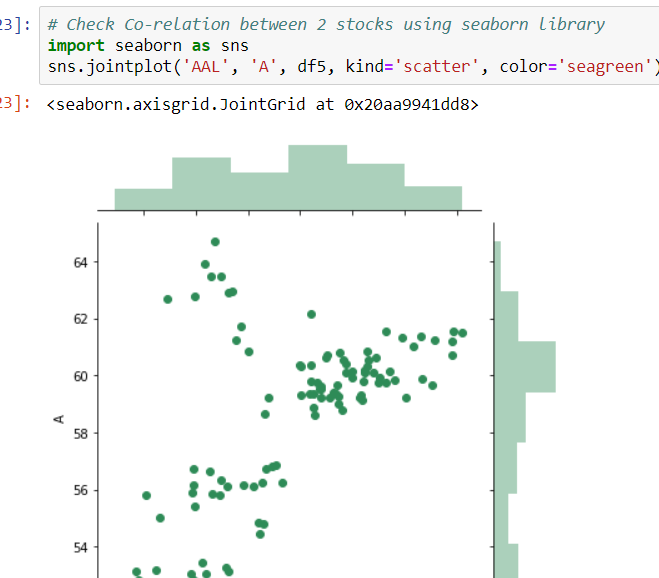 23]: # Check Co-relation between 2 stocks using seaborn library
import seaborn as sns
sns.jointplot('AAL', 'A', df5, kind='scatter', color='seagreen')
23]: <seaborn.axisgrid.JointGrid at 0x20aa9941dd8>
64
62
60
A
58
56
54